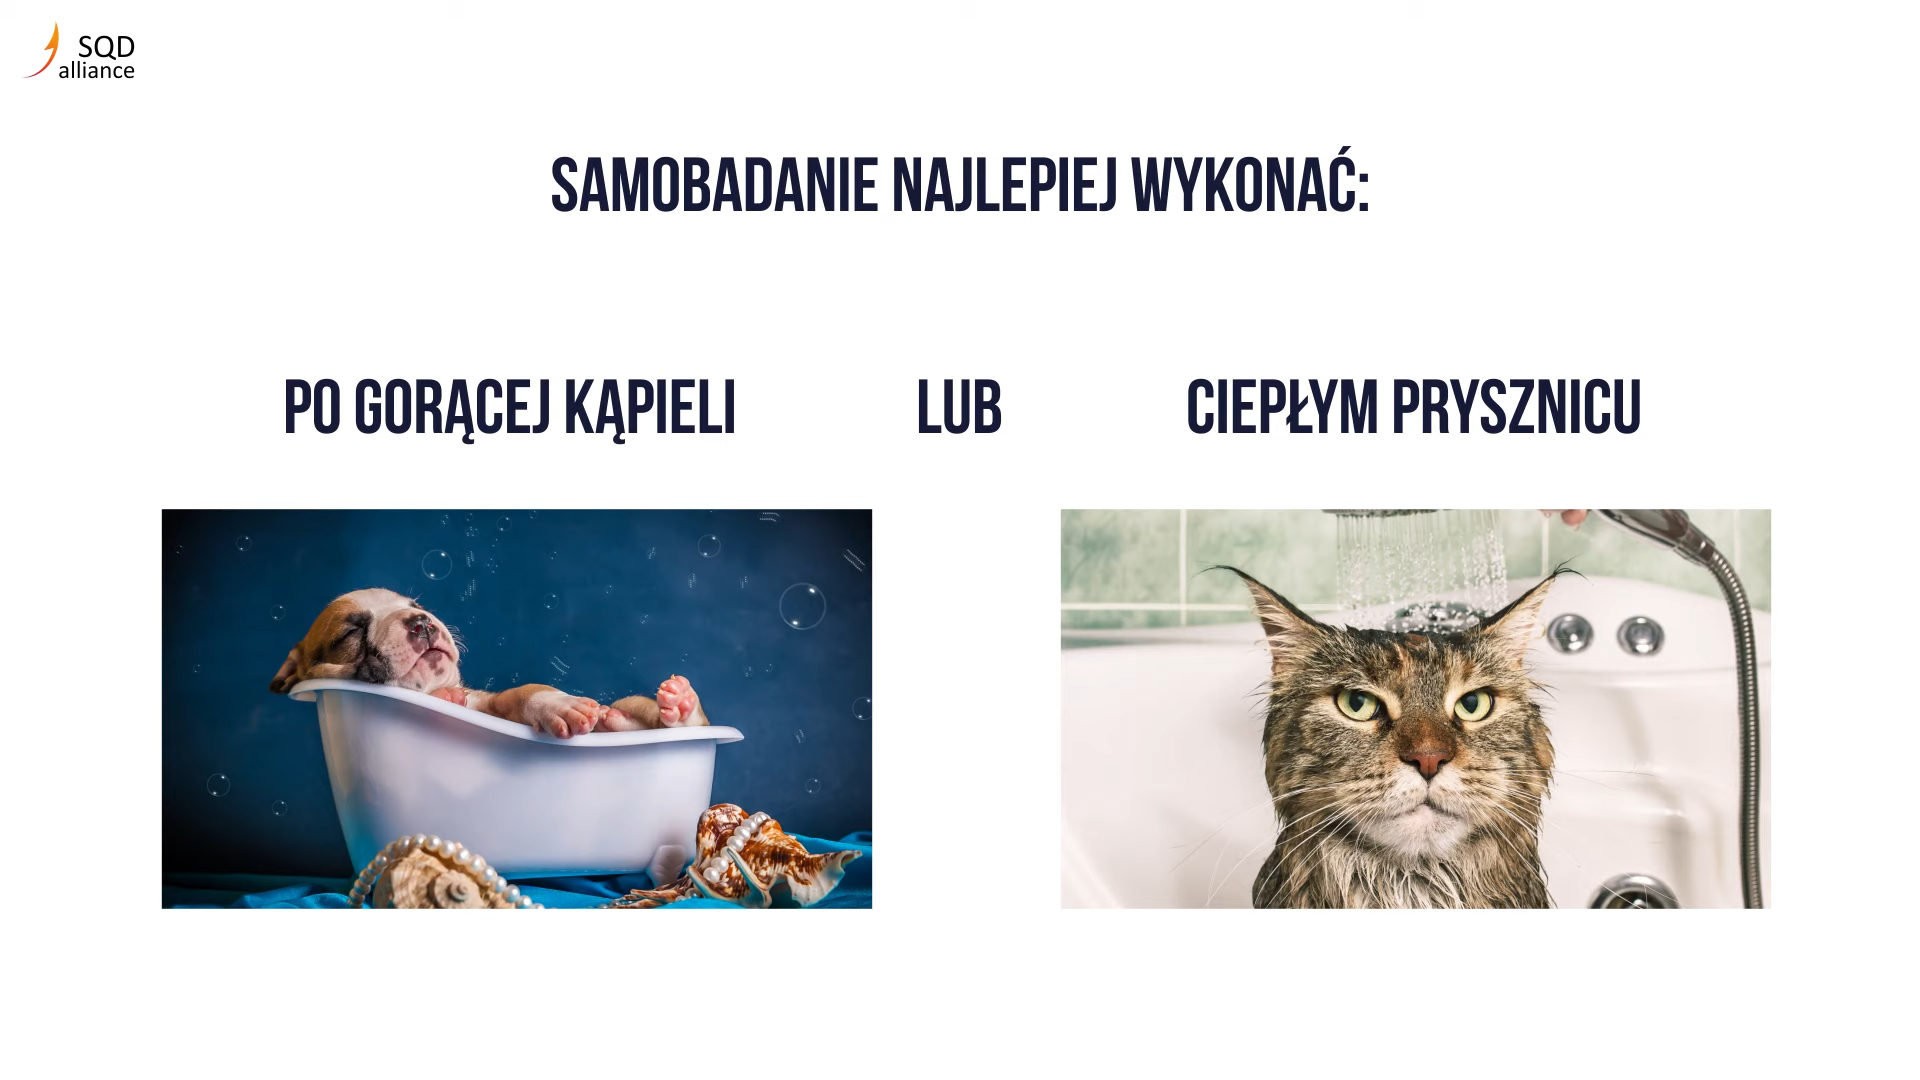 SQD
alliance
SAMOBADANIE NAJLEPIEJ WYKONAĆ:
PO GORĄCEJ KĄPIELI
LUB
CIEPŁYM PRYSZNICU